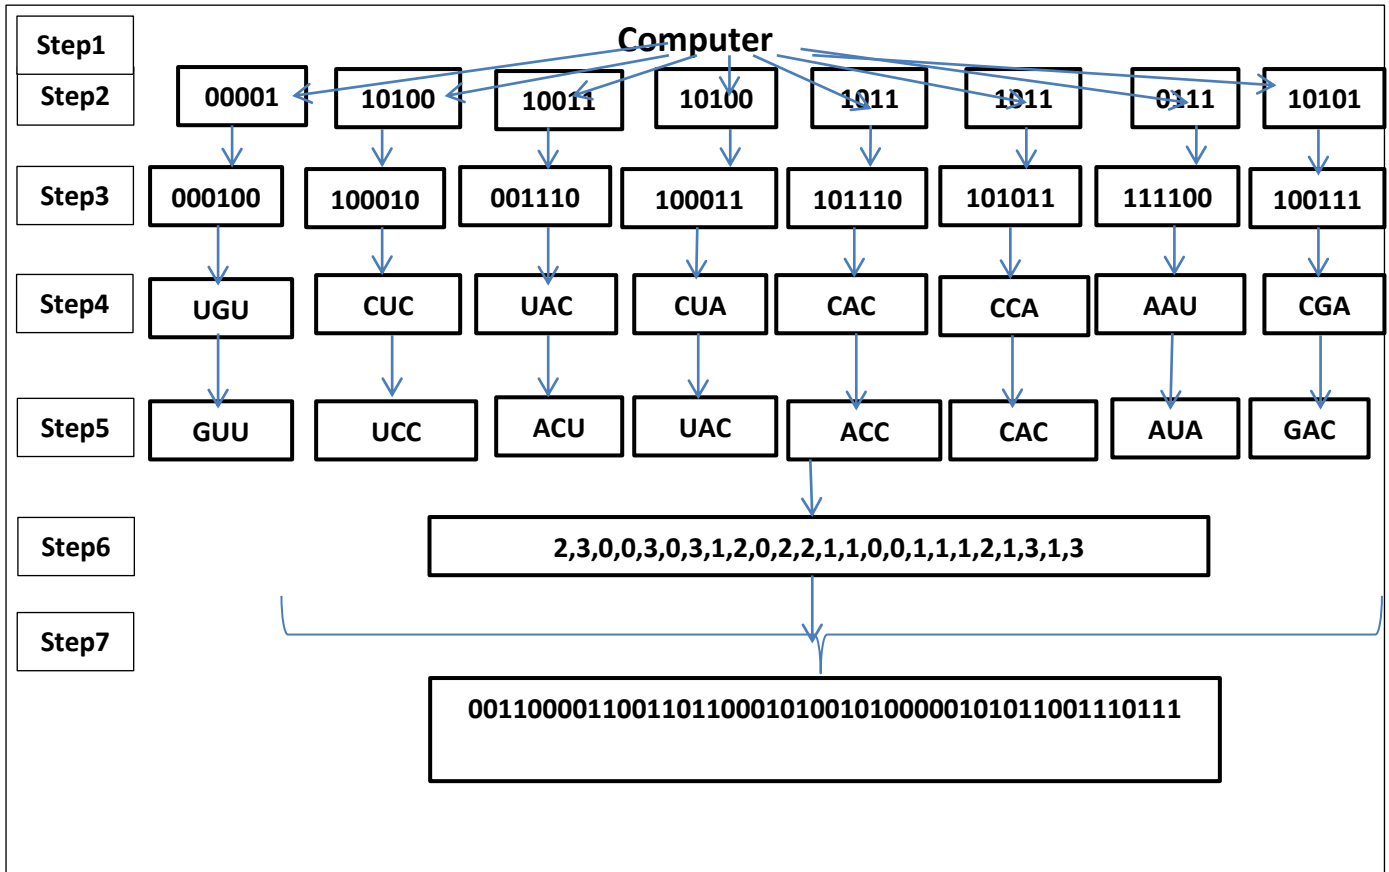 Step1
Computer
Step2
00001 10100 10011 10100 1011 1011 0111 10101
Step3
000100 100010 001110 100011 101110 101011 111100 100111
Step4
UGU CUC UAC CUA CAC CCA AAU CGA
Step5
GUU UCC ACU UAC ACC CAC AUA GAC
Step6
2,3,0,0,3,0,3,1,2,0,2,2,1,1,0,0,1,1,1,2,1,3,1,3
Step7
001100001100110110001010010100000101011001110111